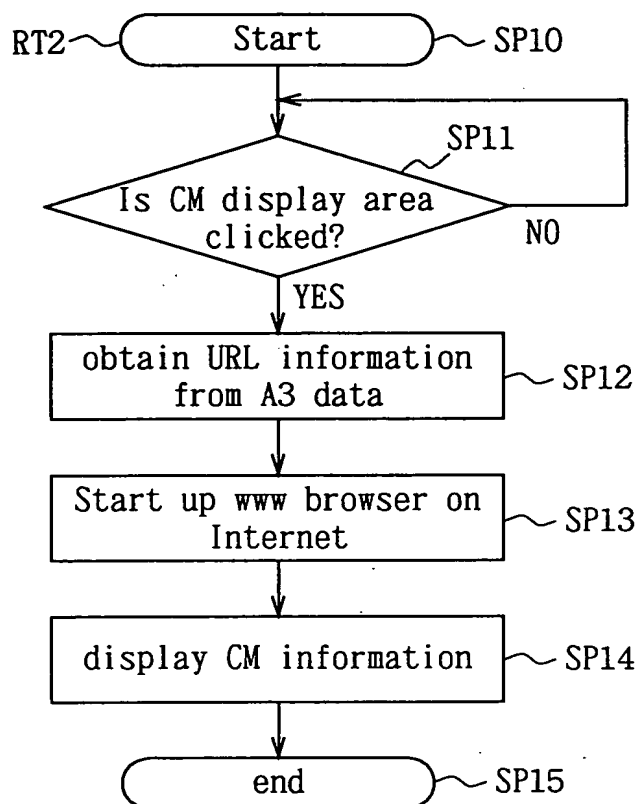 RT2
Start
SP10
SP11
Is CM display area
clicked?
NO
YES
obtain URL information
from A3 data
SP12
Start up www browser on
Internet
SP13
display CM information
SP14
end
SP15